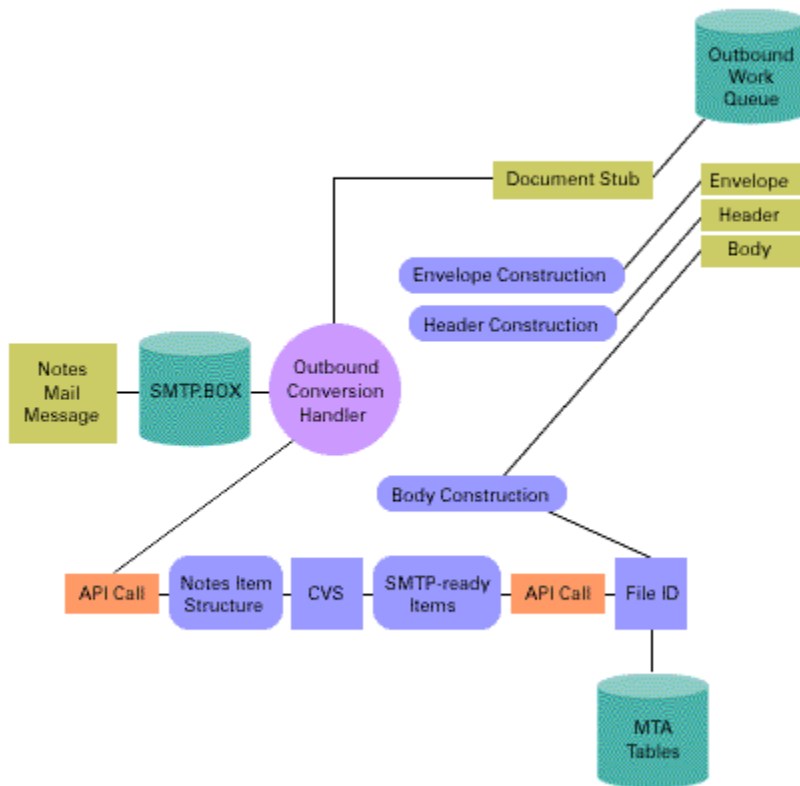 Outbound
Work
Queue
Document Stub
Envelope
Header
Body
Envelope Construction
Header Construction
Notes
Mail
Message
SMTP.BOX
Outbound
Conversion
Handler
Body Construction
API Call
Notes Item
Structure
CVS
SMTP-ready
Items
API Call
File ID
MTA
Tables